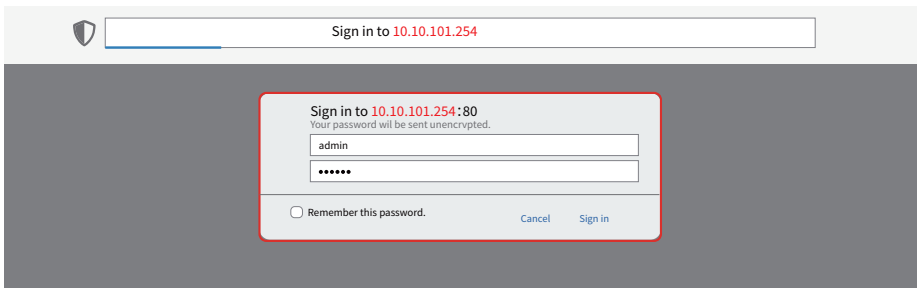 Sign in to 10.10.101.254
Sign in to 10.10.101.254:80
Your password wil be sent unencrvpted.
admin
••••••
Remember this password.
Cancel Sign in